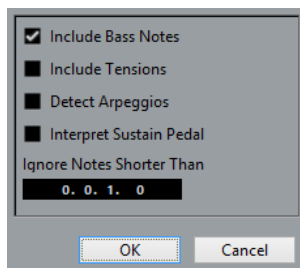 Include Bass Notes
Include Tensions
Detect Arpeggios
Interpret Sustain Pedal
Ignore Notes Shorter Than
0. 0. 1. 0
OK Cancel